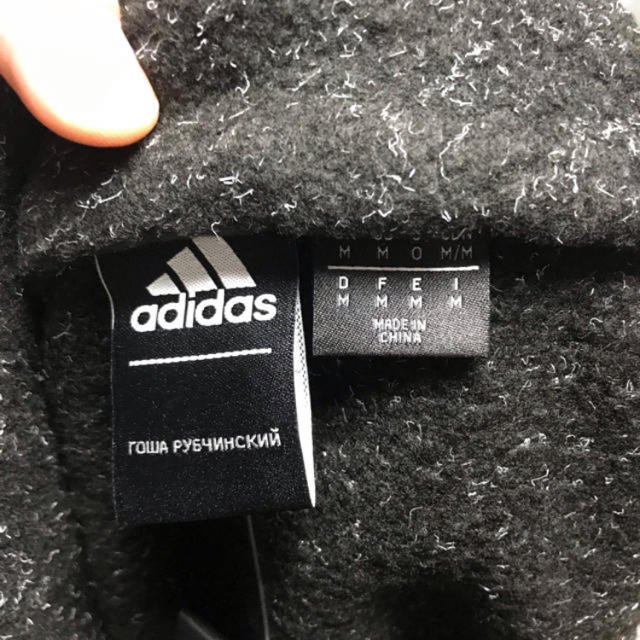 adidas
ГОША РУБЧИНСКИЙ
M M O M/M
D F E I
M M M M
MADE IN
CHINA